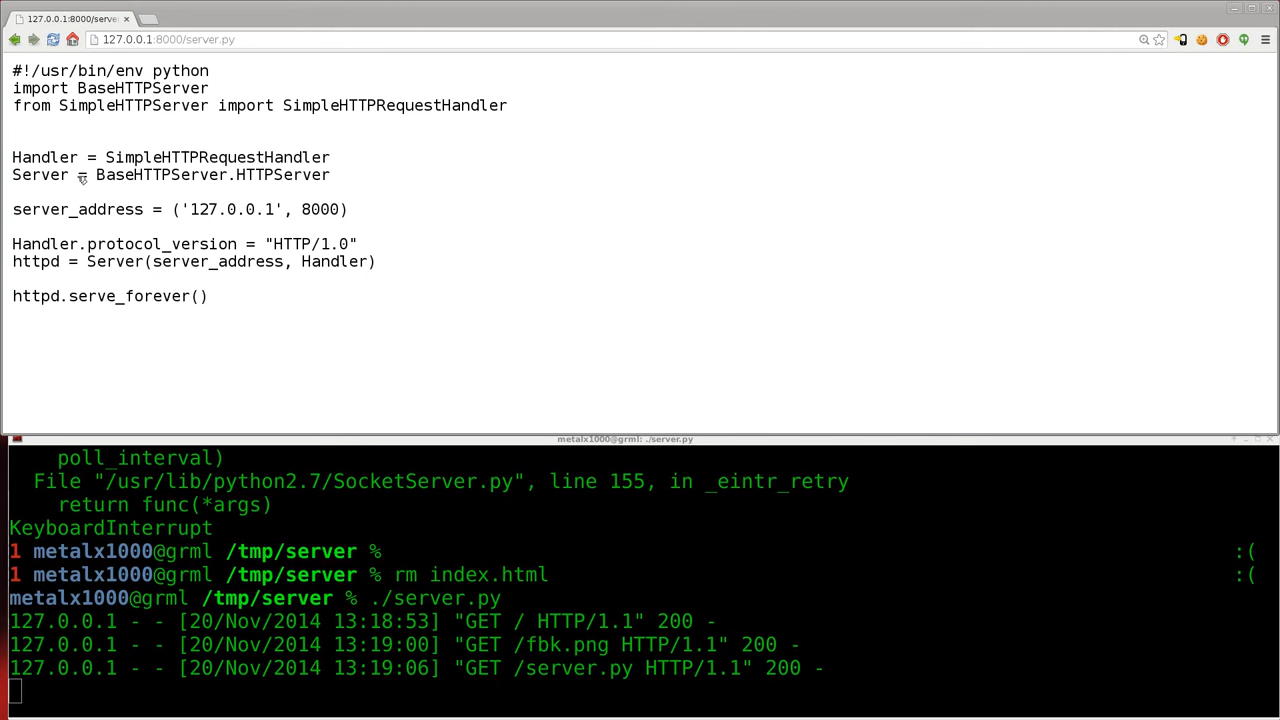 127.0.0.1:8000/serve
127.0.0.1:8000/server.py
#!/usr/bin/env python
import BaseHTTPServer
from SimpleHTTPServer import SimpleHTTPRequestHandler
Handler = SimpleHTTPRequestHandler
Server = BaseHTTPServer.HTTPServer
server_address = ('127.0.0.1', 8000)
Handler.protocol_version = "HTTP/1.0"
httpd = Server(server_address, Handler)
httpd.serve_forever()
metalx1000@grml: ./server.py
poll_interval)
File "/usr/lib/python2.7/SocketServer.py", line 155, in _eintr_retry
return func(*args)
KeyboardInterrupt
1 metalx1000@grml /tmp/server % :(
1 metalx1000@grml /tmp/server % rm index.html :(
metalx1000@grml /tmp/server % ./server.py
127.0.0.1 - - [20/Nov/2014 13:18:53] "GET / HTTP/1.1" 200 -
127.0.0.1 - - [20/Nov/2014 13:19:00] "GET /fbk.png HTTP/1.1" 200 -
127.0.0.1 - - [20/Nov/2014 13:19:06] "GET /server.py HTTP/1.1" 200 -